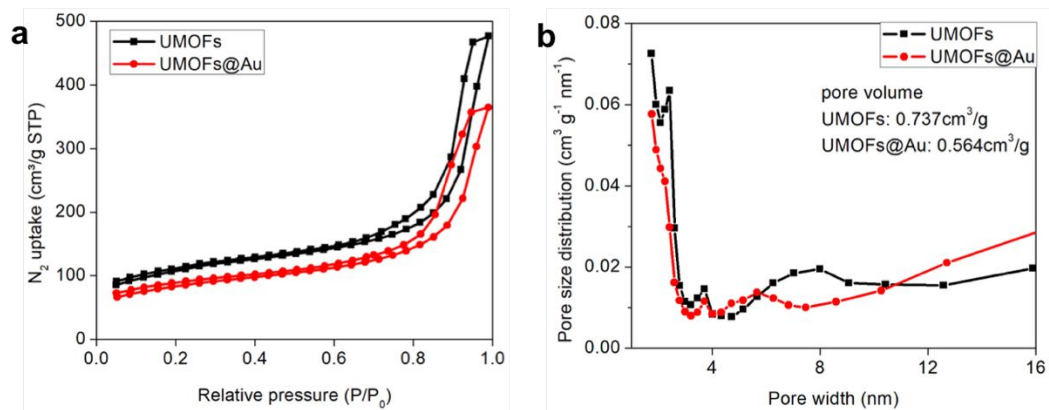 a
500
400
300
200
100
0
N₂ uptake (cm³/g STP)
UMOFs
UMOFs@Au
0.0 0.2 0.4 0.6 0.8 1.0
Relative pressure (P/P₀)
b
0.08
0.06
0.04
0.02
0.00
Pore size distribution (cm³ g⁻¹ nm⁻¹)
UMOFs
UMOFs@Au
pore volume
UMOFs: 0.737cm³/g
UMOFs@Au: 0.564cm³/g
4 8 12 16
Pore width (nm)